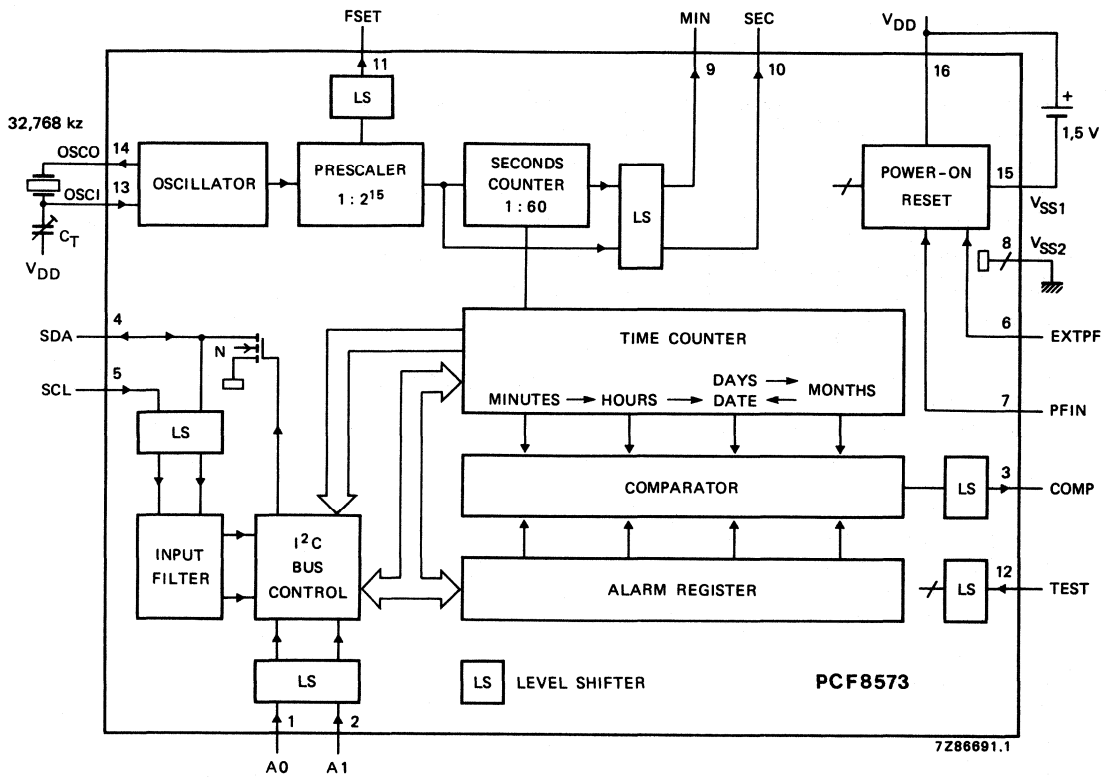 FSET
MIN
SEC
VDD
11
9
10
16
LS
+
1,5 V
32,768 kz
OSCO
14
OSCI
13
CT
VDD
OSCILLATOR
PRESCALER
1 : 2¹⁵
SECONDS
COUNTER
1 : 60
LS
POWER-ON
RESET
15
VSS1
8
VSS2
6
EXTPF
7
PFIN
SDA
4
N
SCL
5
LS
TIME COUNTER
MINUTES
HOURS
DAYS
DATE
MONTHS
COMPARATOR
LS
3
COMP
INPUT
FILTER
I²C
BUS
CONTROL
ALARM REGISTER
LS
12
TEST
LS
LS
LEVEL SHIFTER
PCF8573
1
2
A0
A1
7Z86691.1